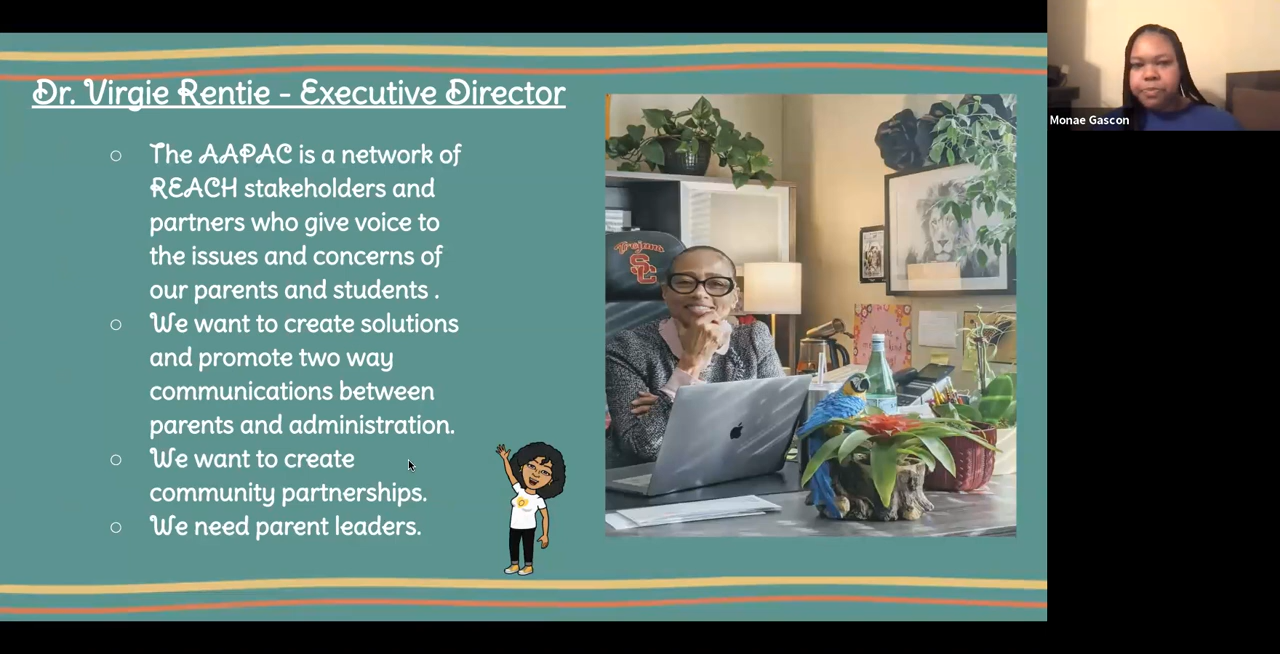 Dr. Virgie Rentie - Executive Director
The AAPAC is a network of
REACH stakeholders and
partners who give voice to
the issues and concerns of
our parents and students .
We want to create solutions
and promote two way
communications between
parents and administration.
We want to create
community partnerships.
We need parent leaders.
Trojans
SC
Monae Gascon